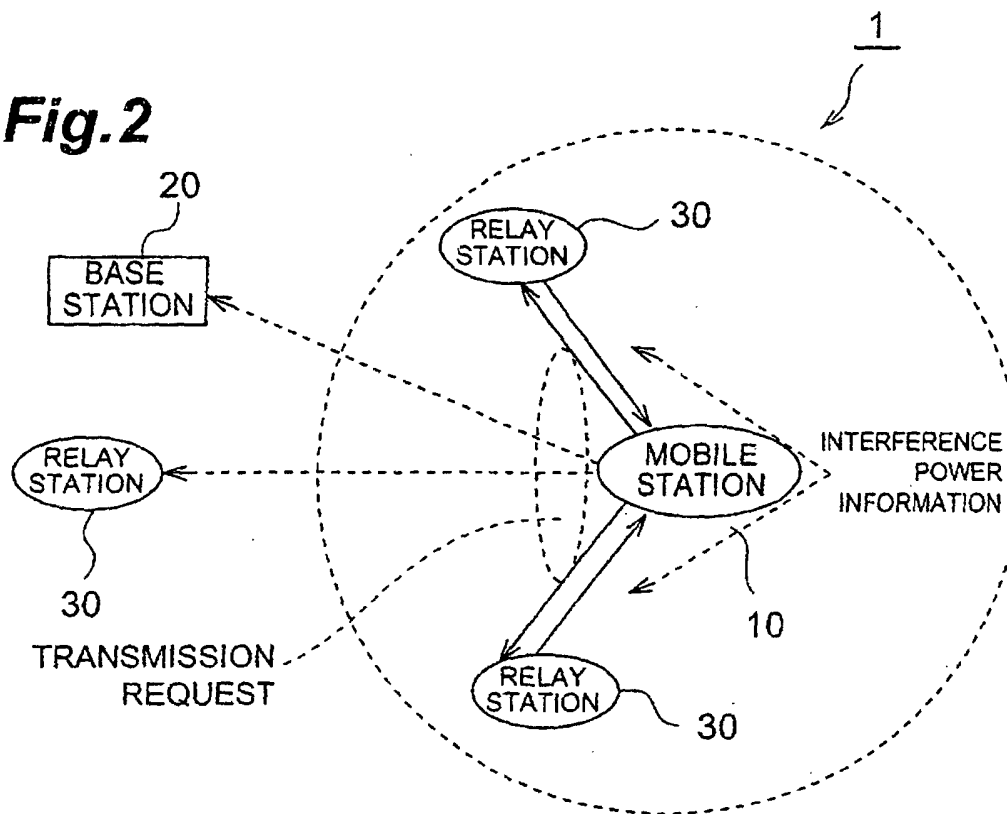 1
Fig.2
20
BASE
STATION
RELAY
STATION
30
RELAY
STATION
30
MOBILE
STATION
INTERFERENCE
POWER
INFORMATION
10
TRANSMISSION
REQUEST
RELAY
STATION
30